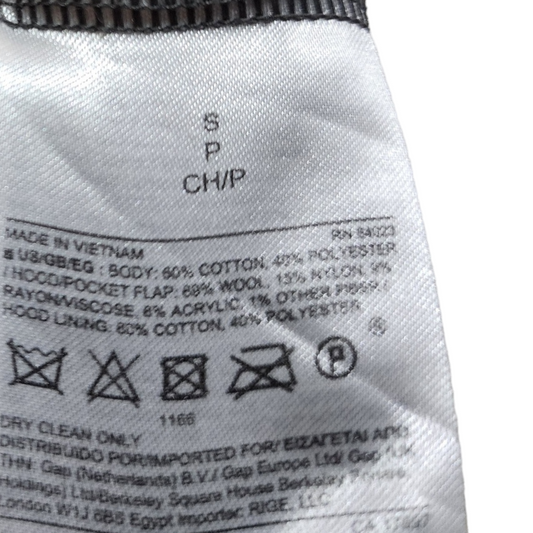 S
P
CH/P
MADE IN VIETNAM RN 54023
US/GB/EG : BODY: 60% COTTON, 40% POLYESTER
/ HOOD/POCKET FLAP: 69% WOOL, 15% NYLON, 9%
RAYON/VISCOSE, 6% ACRYLIC, 1% OTHER FIBER /
HOOD LINING: 60% COTTON, 40% POLYESTER
®
P
1166
DRY CLEAN ONLY
DISTRIBUIDO POR/IMPORTED FOR/ ΕΙΣΑΓΕΤΑΙ ΑΠΟ
THN: Gap (Netherlands) B.V./ Gap Europe Ltd/ Gap (UK
Holdings) Ltd/Berkeley Square House Berkeley Square,
London W1J 6BS Egypt Importer: RIGE, LLC
CA